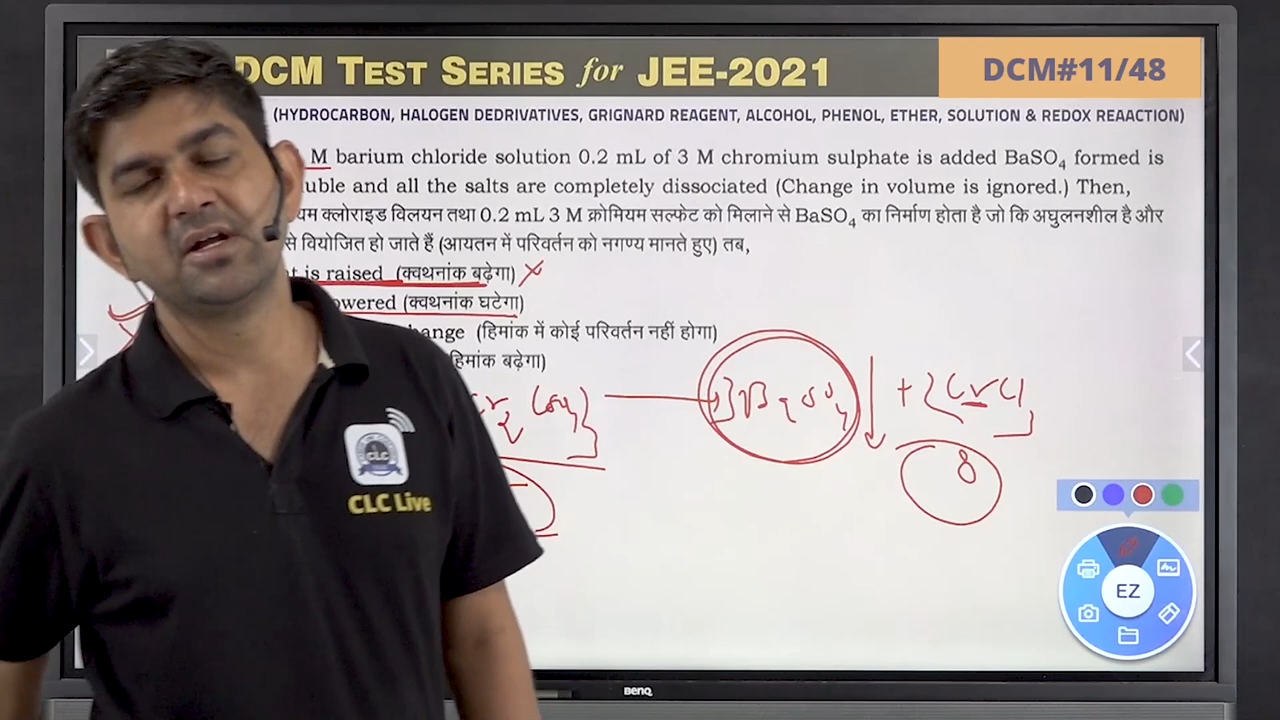 DCM TEST SERIES for JEE-2021
DCM#11/48
(HYDROCARBON, HALOGEN DEDRIVATIVES, GRIGNARD REAGENT, ALCOHOL, PHENOL, ETHER, SOLUTION & REDOX REAACTION)
M barium chloride solution 0.2 mL of 3 M chromium sulphate is added BaSO₄ formed is
uble and all the salts are completely dissociated (Change in volume is ignored.) Then,
यम क्लोराइड विलयन तथा 0.2 mL 3 M क्रोमियम सल्फेट को मिलाने से BaSO₄ का निर्माण होता है जो कि अघुलनशील है और
से वियोजित हो जाते हैं (आयतन में परिवर्तन को नगण्य मानते हुए) तब,
t is raised (क्वथनांक बढ़ेगा)
owered (क्वथनांक घटेगा)
ange (हिमांक में कोई परिवर्तन नहीं होगा)
हिमांक बढ़ेगा)
3BaSO₄ ↓ + 2CrCl₃
8
CLC
CLC Live
EZ
BENQ